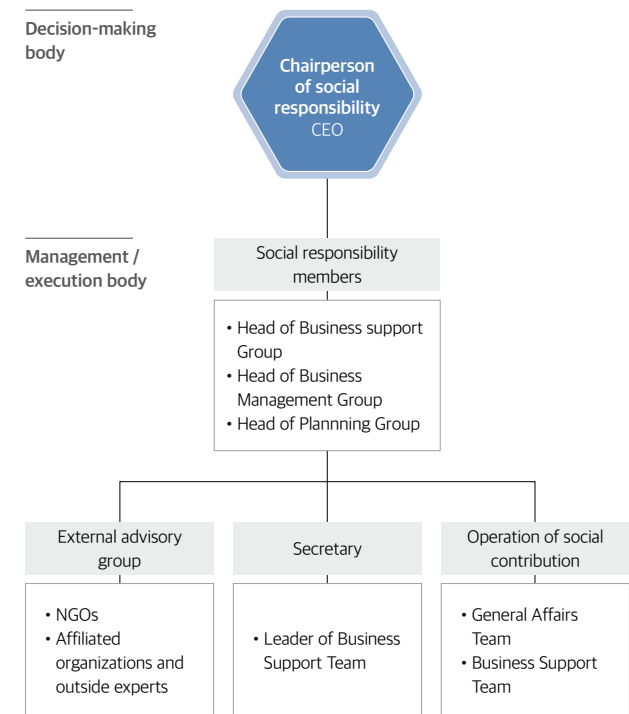 Decision-making
body
Chairperson
of social
responsibility
CEO
Management /
execution body
Social responsibility
members
• Head of Business support
Group
• Head of Business
Management Group
• Head of Plannning Group
External advisory
group
• NGOs
• Affiliated
organizations and
outside experts
Secretary
• Leader of Business
Support Team
Operation of social
contribution
• General Affairs
Team
• Business Support
Team